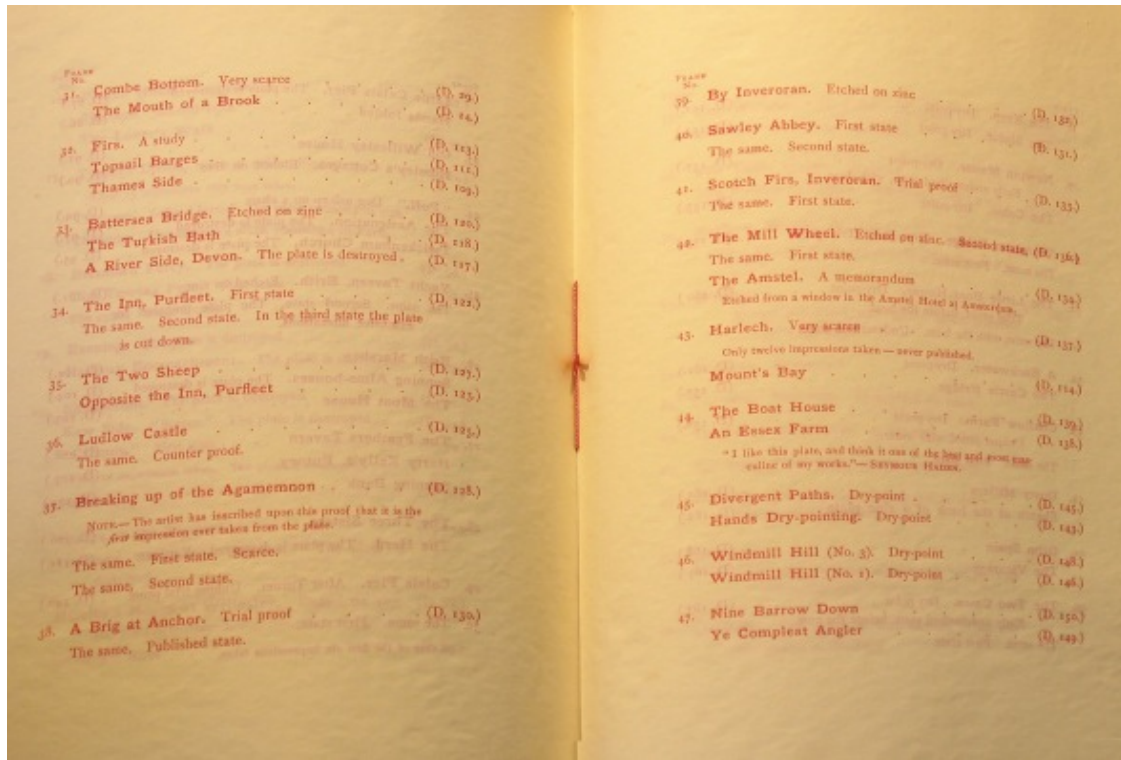 FRAME
No.
31. Combe Bottom. Very scarce . . . . (D. 29.)
The Mouth of a Brook . . . . . (D. 14.)
32. Firs. A study . . . . . . (D. 113.)
Topsail Barges . . . . . . (D. 111.)
Thames Side . . . . . . (D. 109.)
33. Battersea Bridge. Etched on zinc . . . . (D. 120.)
The Turkish Bath . . . . . . (D. 118.)
A River Side, Devon. The plate is destroyed . (D. 117.)
34. The Inn, Purfleet. First state . . . . (D. 122.)
The same. Second state. In the third state the plate
is cut down.
35. The Two Sheep . . . . . . (D. 127.)
Opposite the Inn, Purfleet . . . . (D. 123.)
36. Ludlow Castle . . . . . . (D. 125.)
The same. Counter proof.
37. Breaking up of the Agamemnon . . . (D. 128.)
NOTE.—The artist has inscribed upon this proof that it is the
first impression ever taken from the plate.
The same. First state. Scarce.
The same. Second state.
38. A Brig at Anchor. Trial proof . . . . (D. 130.)
The same. Published state.
FRAME
No.
39. By Inveroran. Etched on zinc . . . . (D. 132.)
40. Sawley Abbey. First state . . . . (D. 131.)
The same. Second state.
41. Scotch Firs, Inveroran. Trial proof . . . (D. 133.)
The same. First state.
42. The Mill Wheel. Etched on zinc. Second state, (D. 136.)
The same. First state.
The Amstel. A memorandum . . . (D. 134.)
Etched from a window in the Amstel Hotel at Amsterdam.
43. Harlech. Very scarce . . . . . (D. 137.)
Only twelve impressions taken — never published.
Mount's Bay . . . . . . (D. 114.)
44. The Boat House . . . . . . (D. 139.)
An Essex Farm . . . . . . (D. 138.)
"I like this plate, and think it one of the best and most
of my works."—SEYMOUR HADEN.
45. Divergent Paths. Dry-point . . . . (D. 145.)
Hands Dry-pointing. Dry-point . . . . (D. 143.)
46. Windmill Hill (No. 3). Dry-point . . . (D. 148.)
Windmill Hill (No. 1). Dry-point . . . (D. 146.)
47. Nine Barrow Down . . . . . (D. 150.)
Ye Compleat Angler . . . . . (D. 149.)